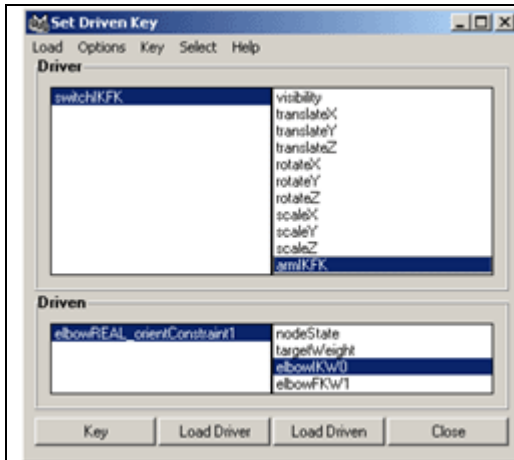 Set Driven Key
Load Options Key Select Help
Driver
switchIKFK
visibility
translateX
translateY
translateZ
rotateX
rotateY
rotateZ
scaleX
scaleY
scaleZ
armIKFK
Driven
elbowREAL_orientConstraint1
nodeState
targetWeight
elbowIKW0
elbowFKW1
Key Load Driver Load Driven Close